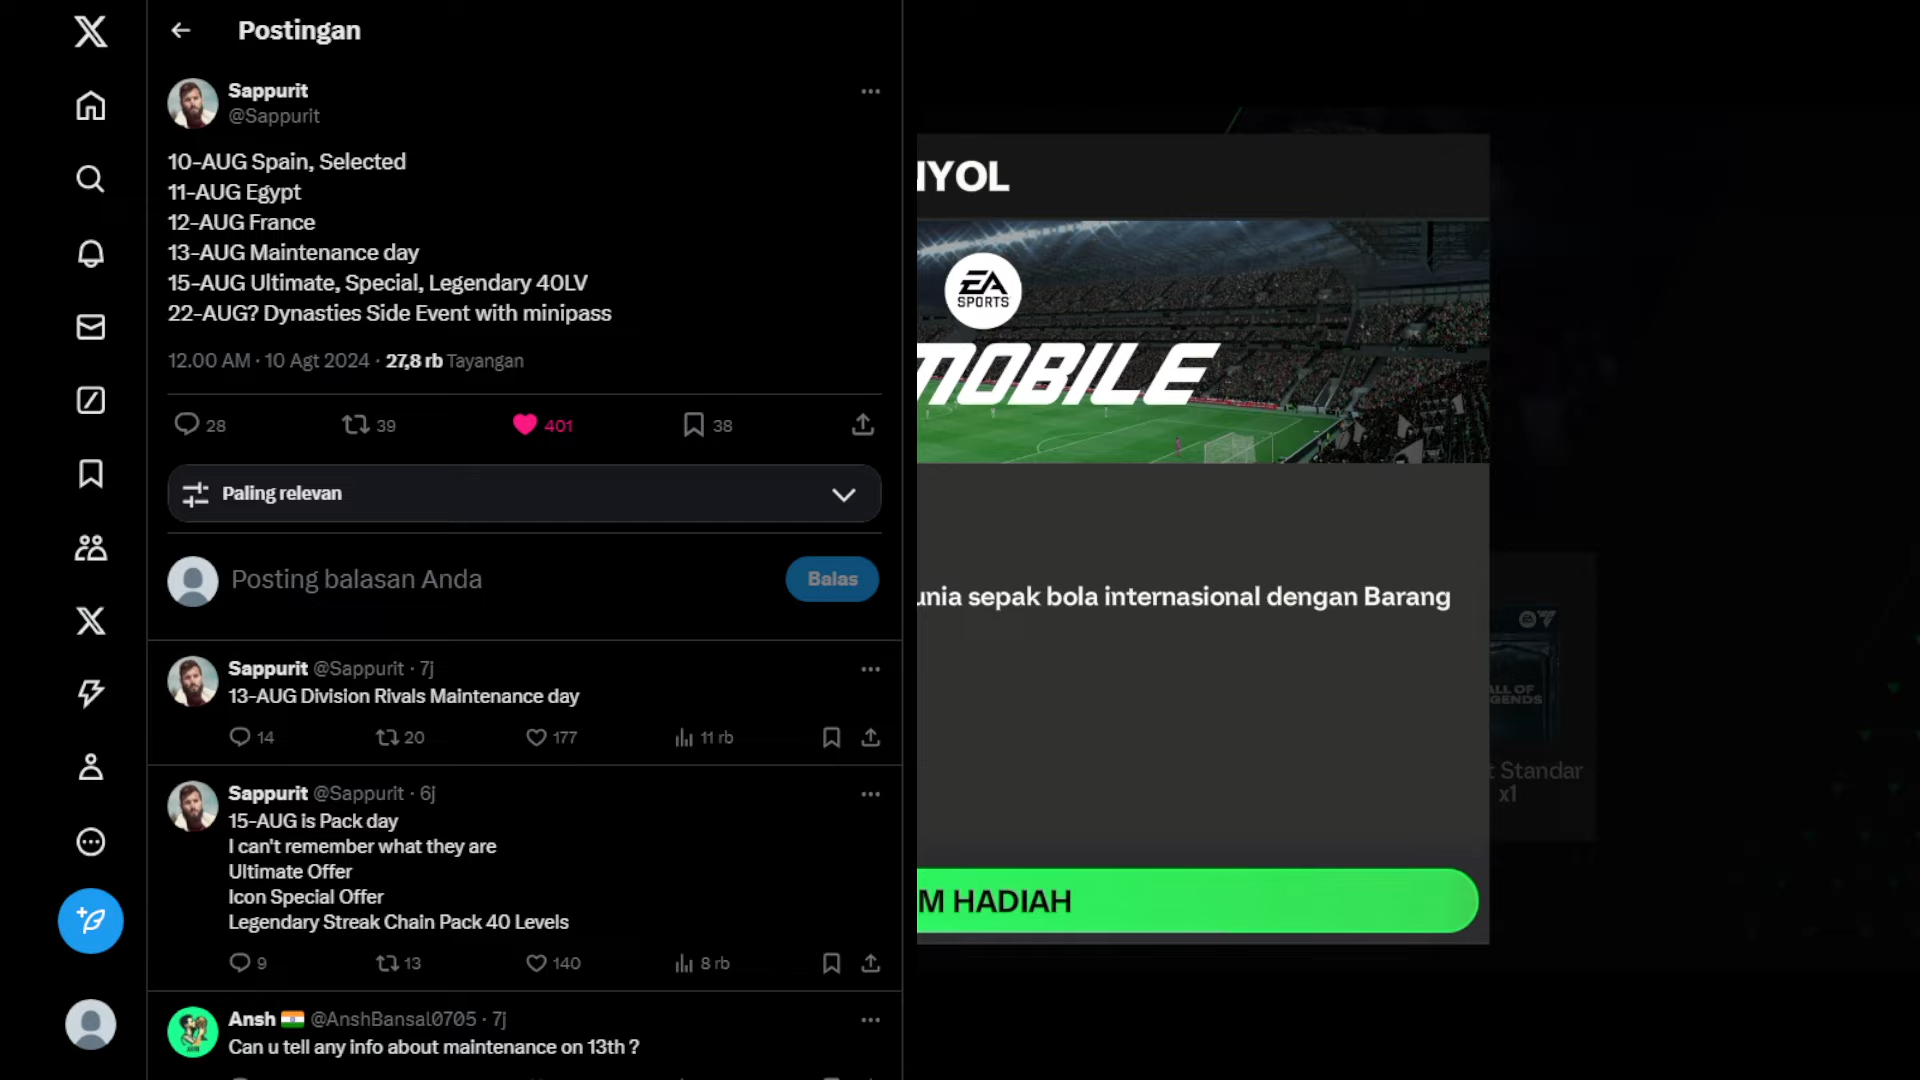 Postingan
Sappurit
@Sappurit
10-AUG Spain, Selected
11-AUG Egypt
12-AUG France
13-AUG Maintenance day
15-AUG Ultimate, Special, Legendary 40LV
22-AUG? Dynasties Side Event with minipass
12.00 AM · 10 Agt 2024 · 27,8 rb Tayangan
28 39 401 38
Paling relevan
Posting balasan Anda
Balas
Sappurit @Sappurit · 7j
13-AUG Division Rivals Maintenance day
14 20 177 11 rb
Sappurit @Sappurit · 6j
15-AUG is Pack day
I can't remember what they are
Ultimate Offer
Icon Special Offer
Legendary Streak Chain Pack 40 Levels
9 13 140 8 rb
Ansh @AnshBansal0705 · 7j
Can u tell any info about maintenance on 13th ?
NYOL
EA
SPORTS
MOBILE
unia sepak bola internasional dengan Barang
M HADIAH
ALL OF
GENDS
t Standar
x1